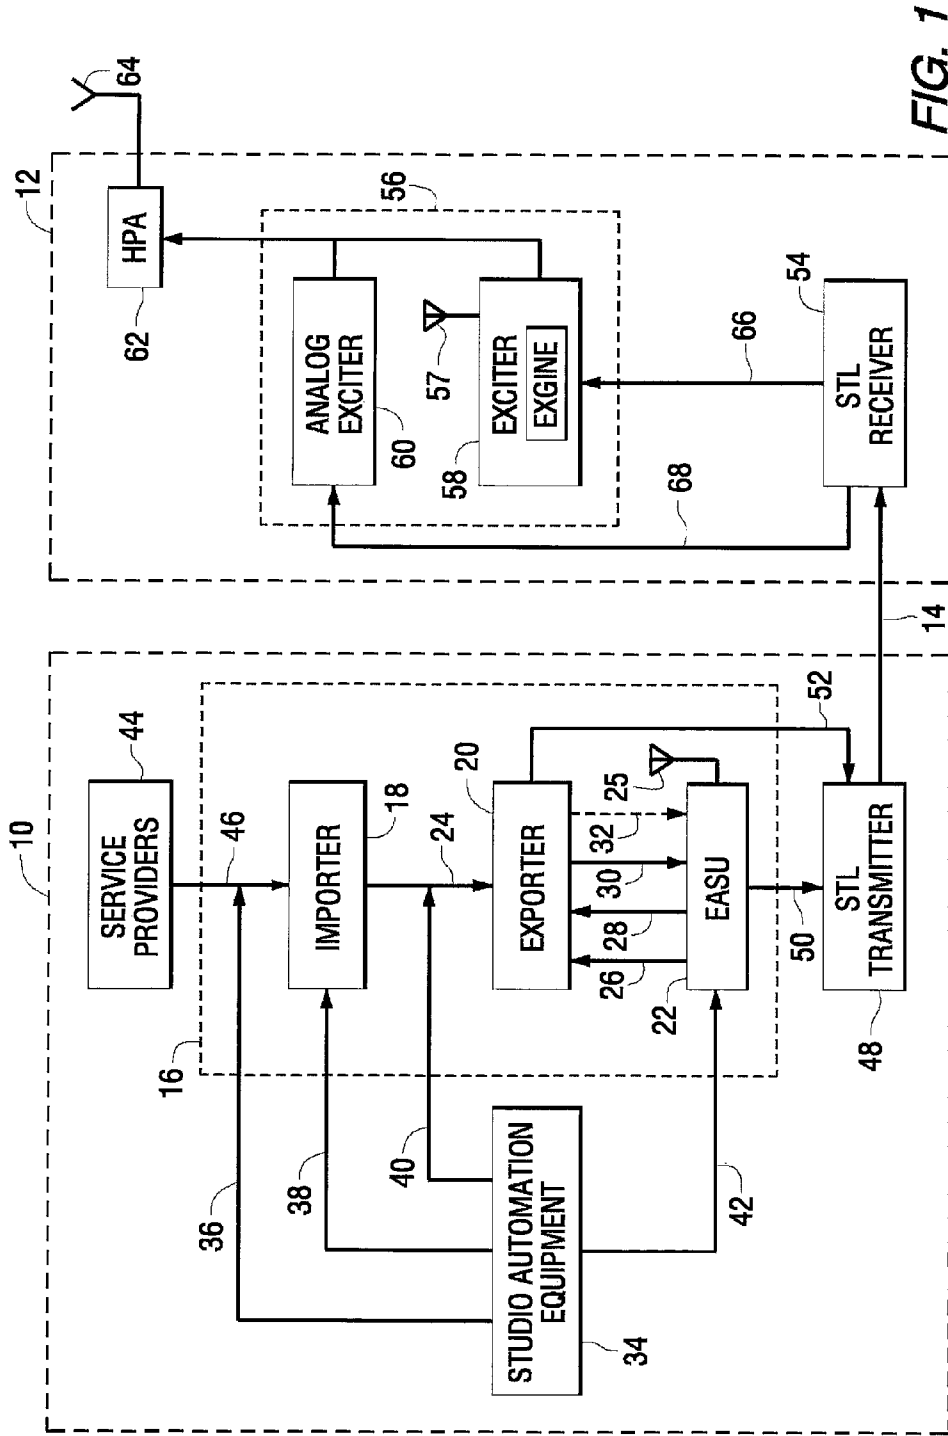 10
SERVICE
PROVIDERS
44
46
36
16
IMPORTER
18
38
24
40
EXPORTER
20
STUDIO AUTOMATION
EQUIPMENT
34
26
28
30
32
25
EASU
22
42
50
52
STL
TRANSMITTER
48
14
12
HPA
62
64
56
ANALOG
EXCITER
60
57
EXCITER
EXGINE
58
66
68
STL
RECEIVER
54
FIG. 1